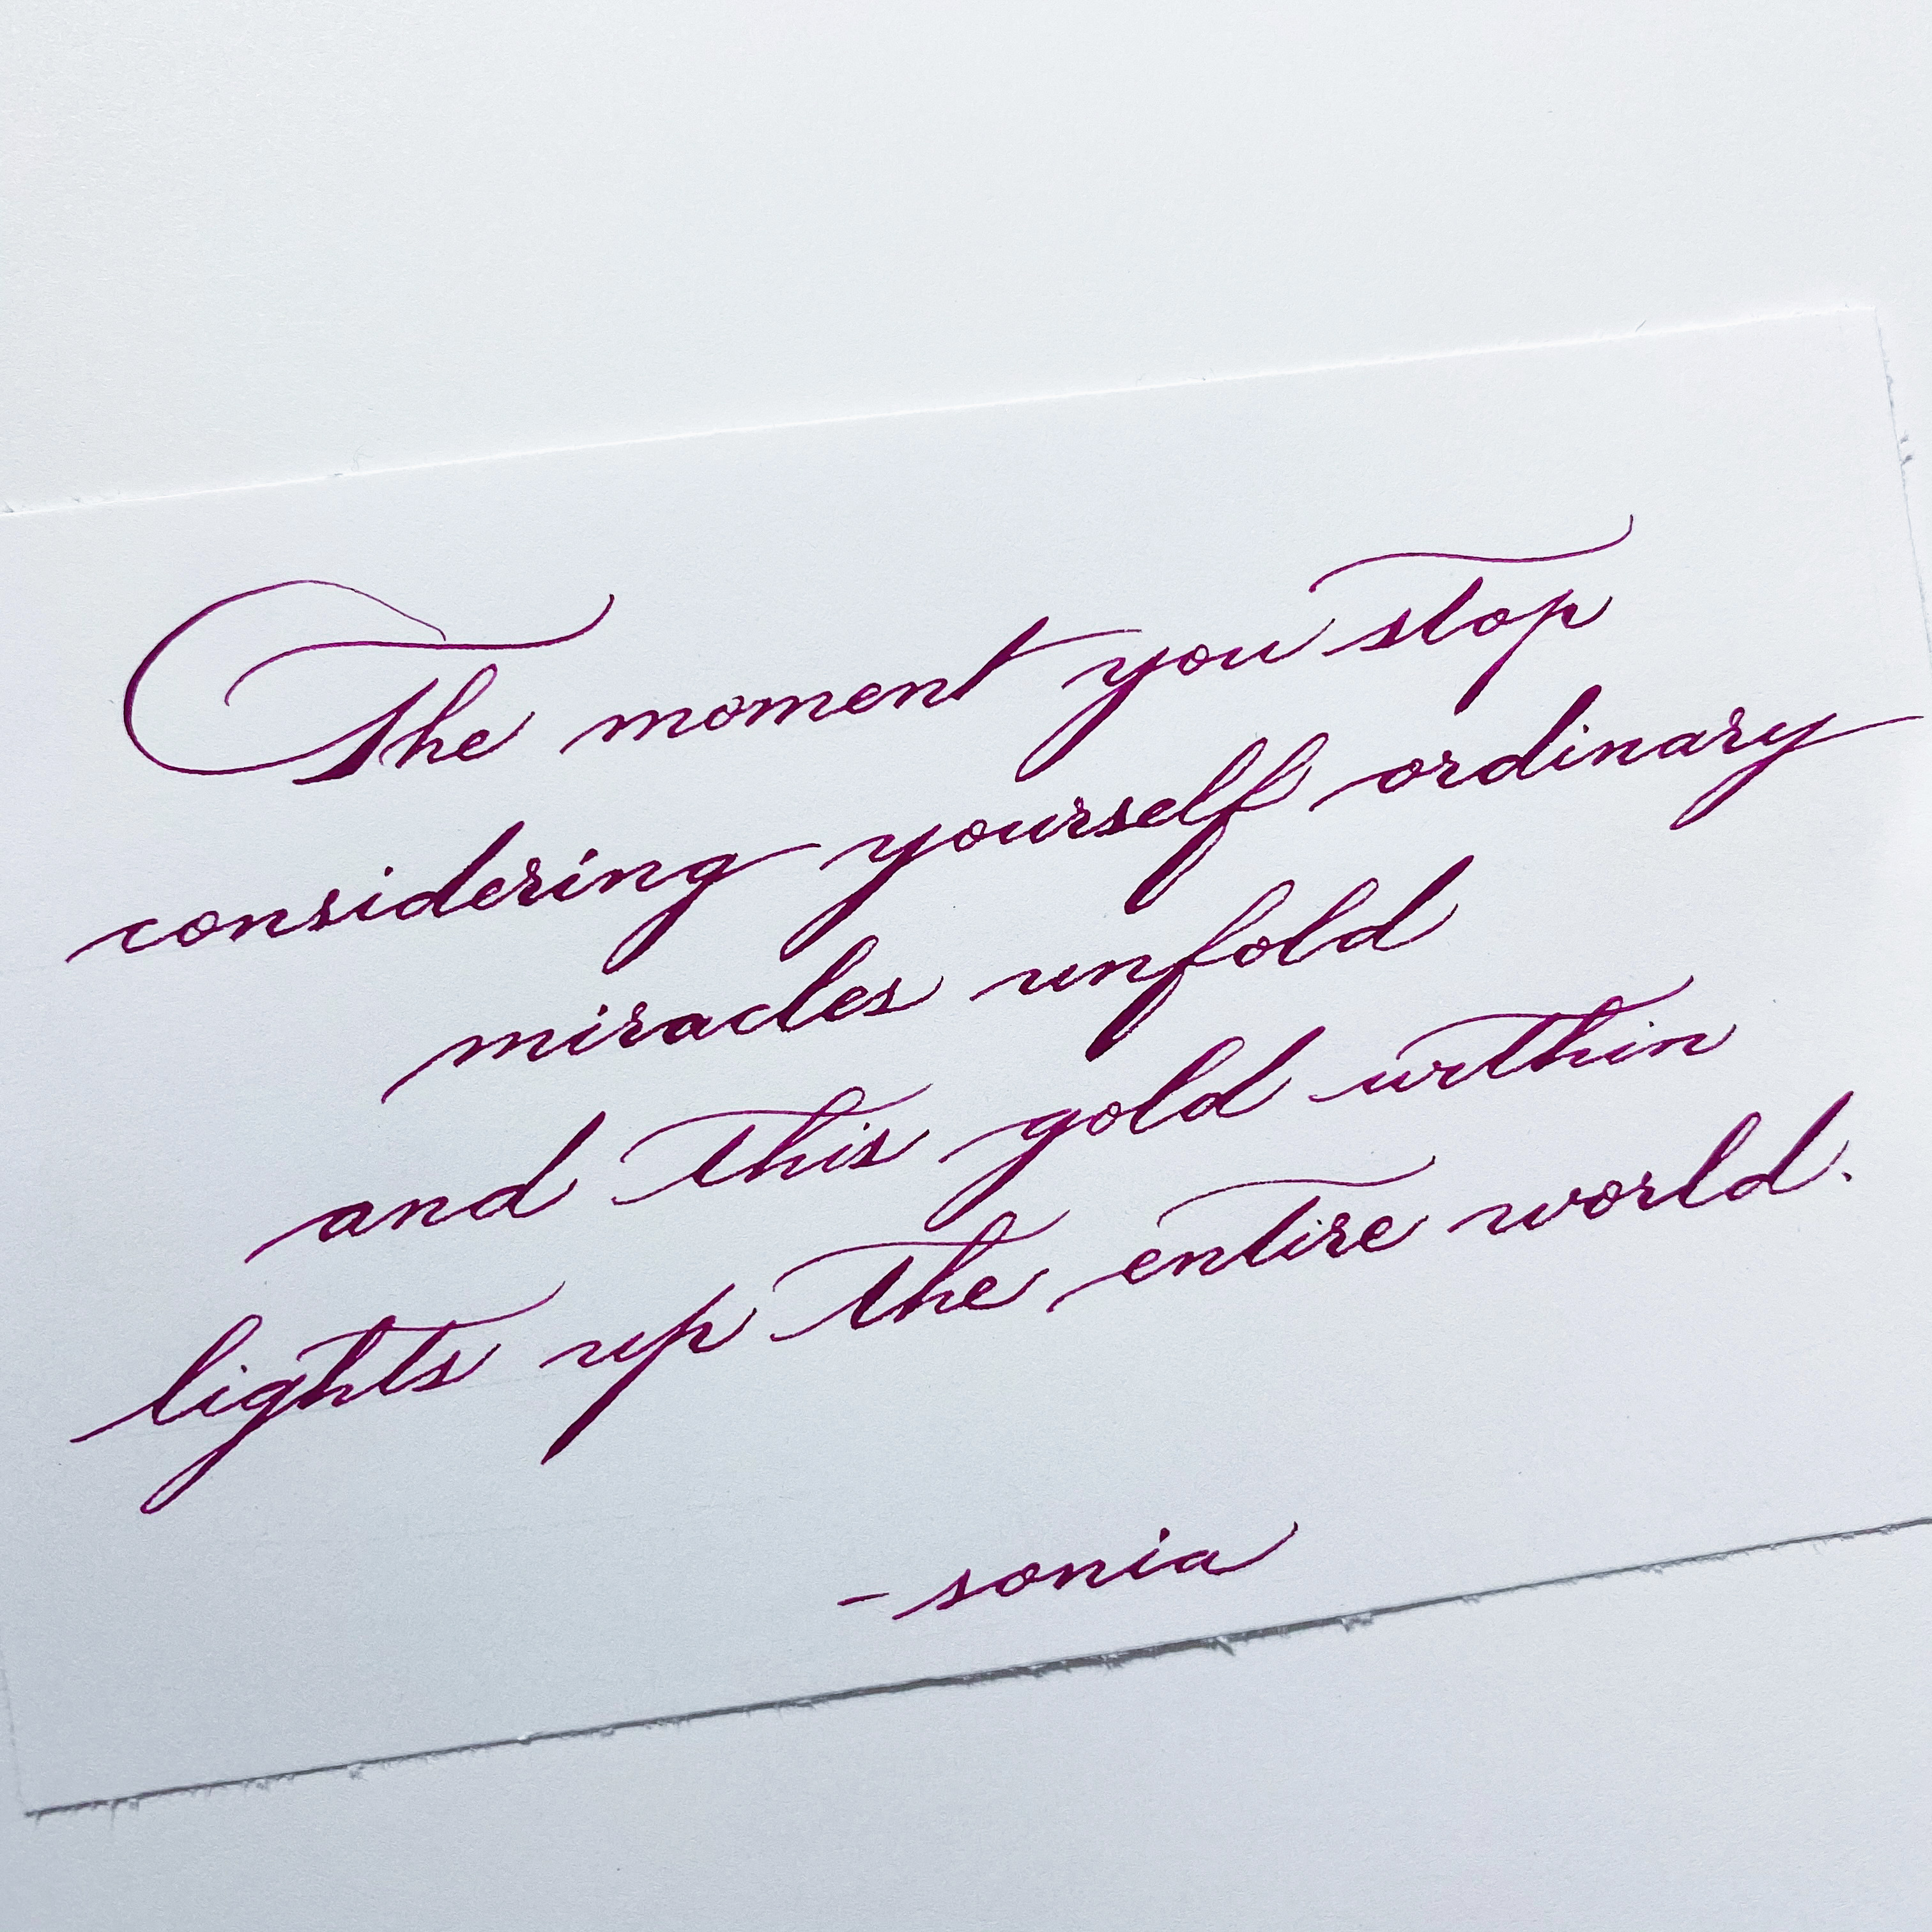 The moment you stop
considering yourself ordinary
miracles unfold
and this gold within
lights up the entire world.
- sonia